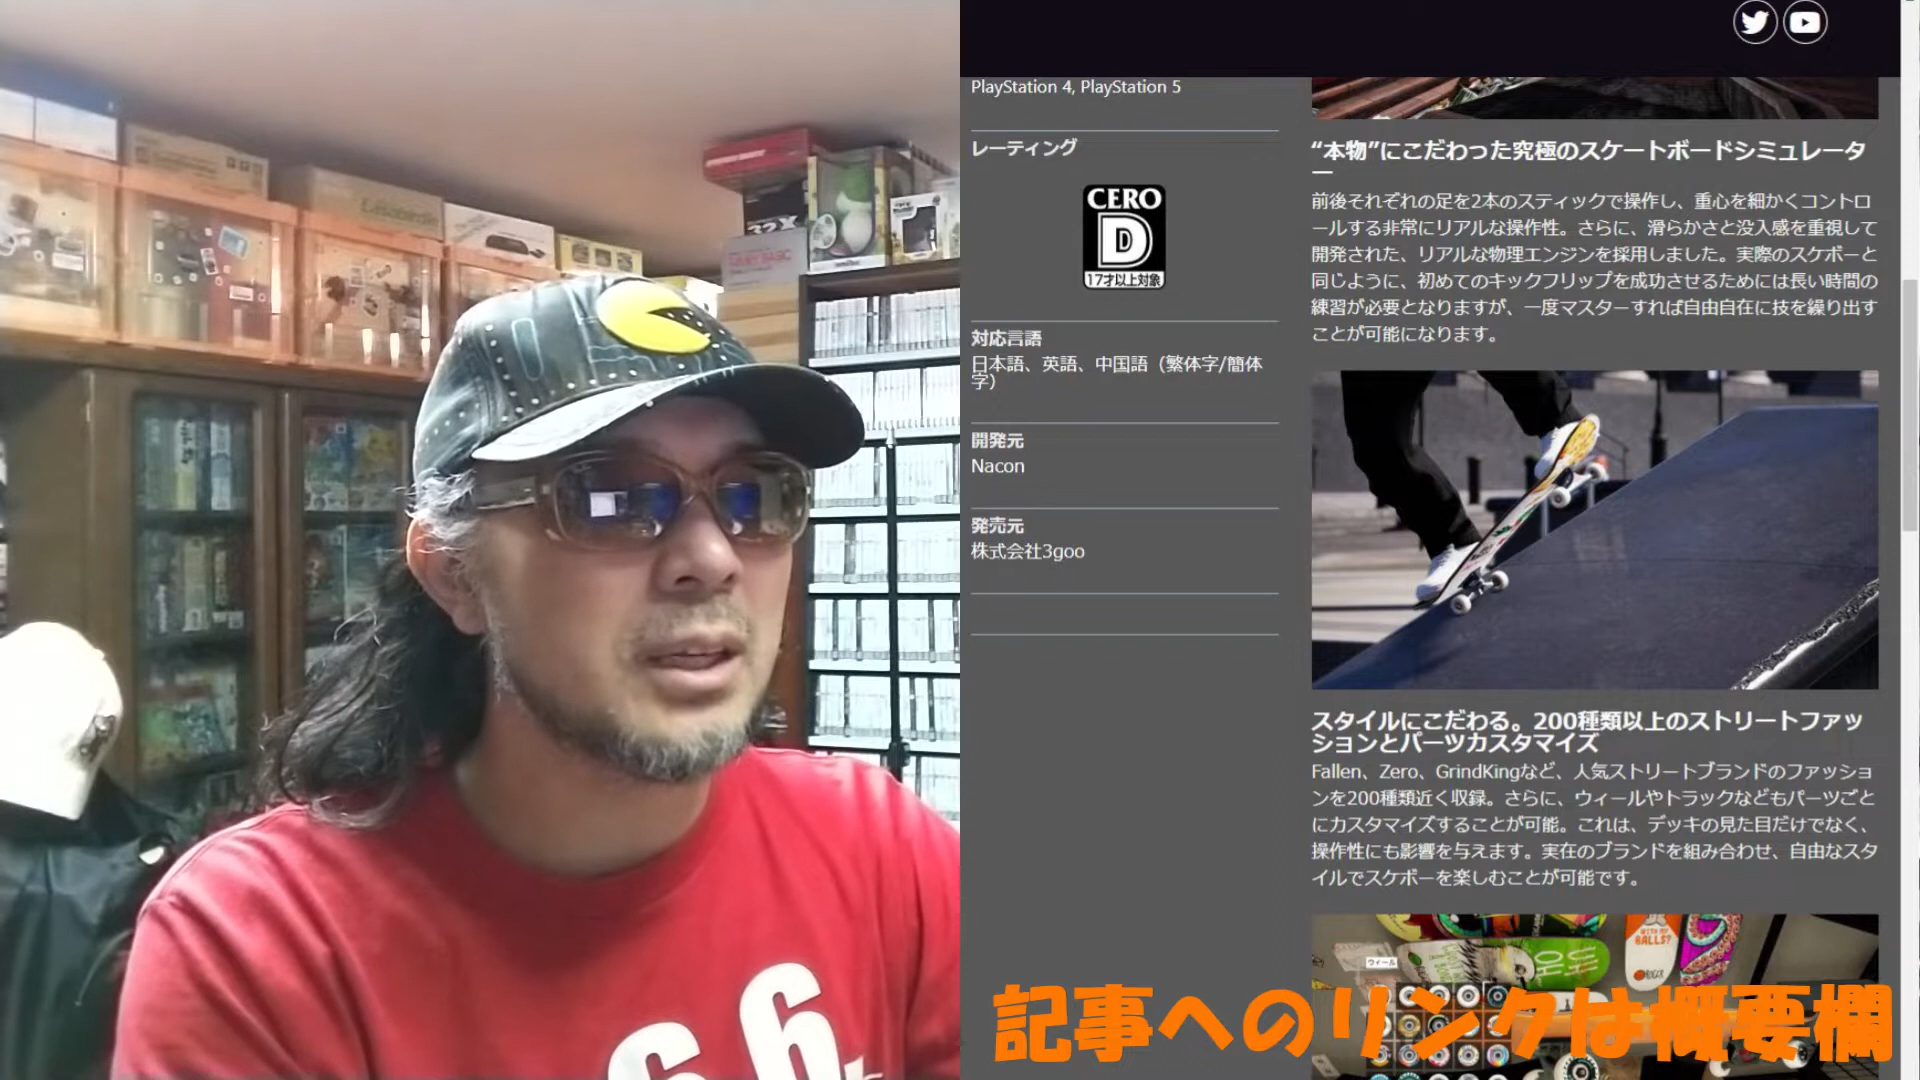 PlayStation 4, PlayStation 5
レーティング
CERO
D
17才以上対象
対応言語
日本語、英語、中国語（繁体字/簡体
字）
開発元
Nacon
発売元
株式会社3goo
“本物”にこだわった究極のスケートボードシミュレータ
ー
前後それぞれの足を2本のスティックで操作し、重心を細かくコントロ
ールする非常にリアルな操作性。さらに、滑らかさと没入感を重視して
開発された、リアルな物理エンジンを採用しました。実際のスケボーと
同じように、初めてのキックフリップを成功させるためには長い時間の
練習が必要となりますが、一度マスターすれば自由自在に技を繰り出す
ことが可能になります。
スタイルにこだわる。200種類以上のストリートファッ
ションとパーツカスタマイズ
Fallen、Zero、GrindKingなど、人気ストリートブランドのファッショ
ンを200種類近く収録。さらに、ウィールやトラックなどもパーツごと
にカスタマイズすることが可能。これは、デッキの見た目だけでなく、
操作性にも影響を与えます。実在のブランドを組み合わせ、自由なスタ
イルでスケボーを楽しむことが可能です。
ウィール
BALLS?
UH
OH
記事へのリンクは概要欄
32X
66